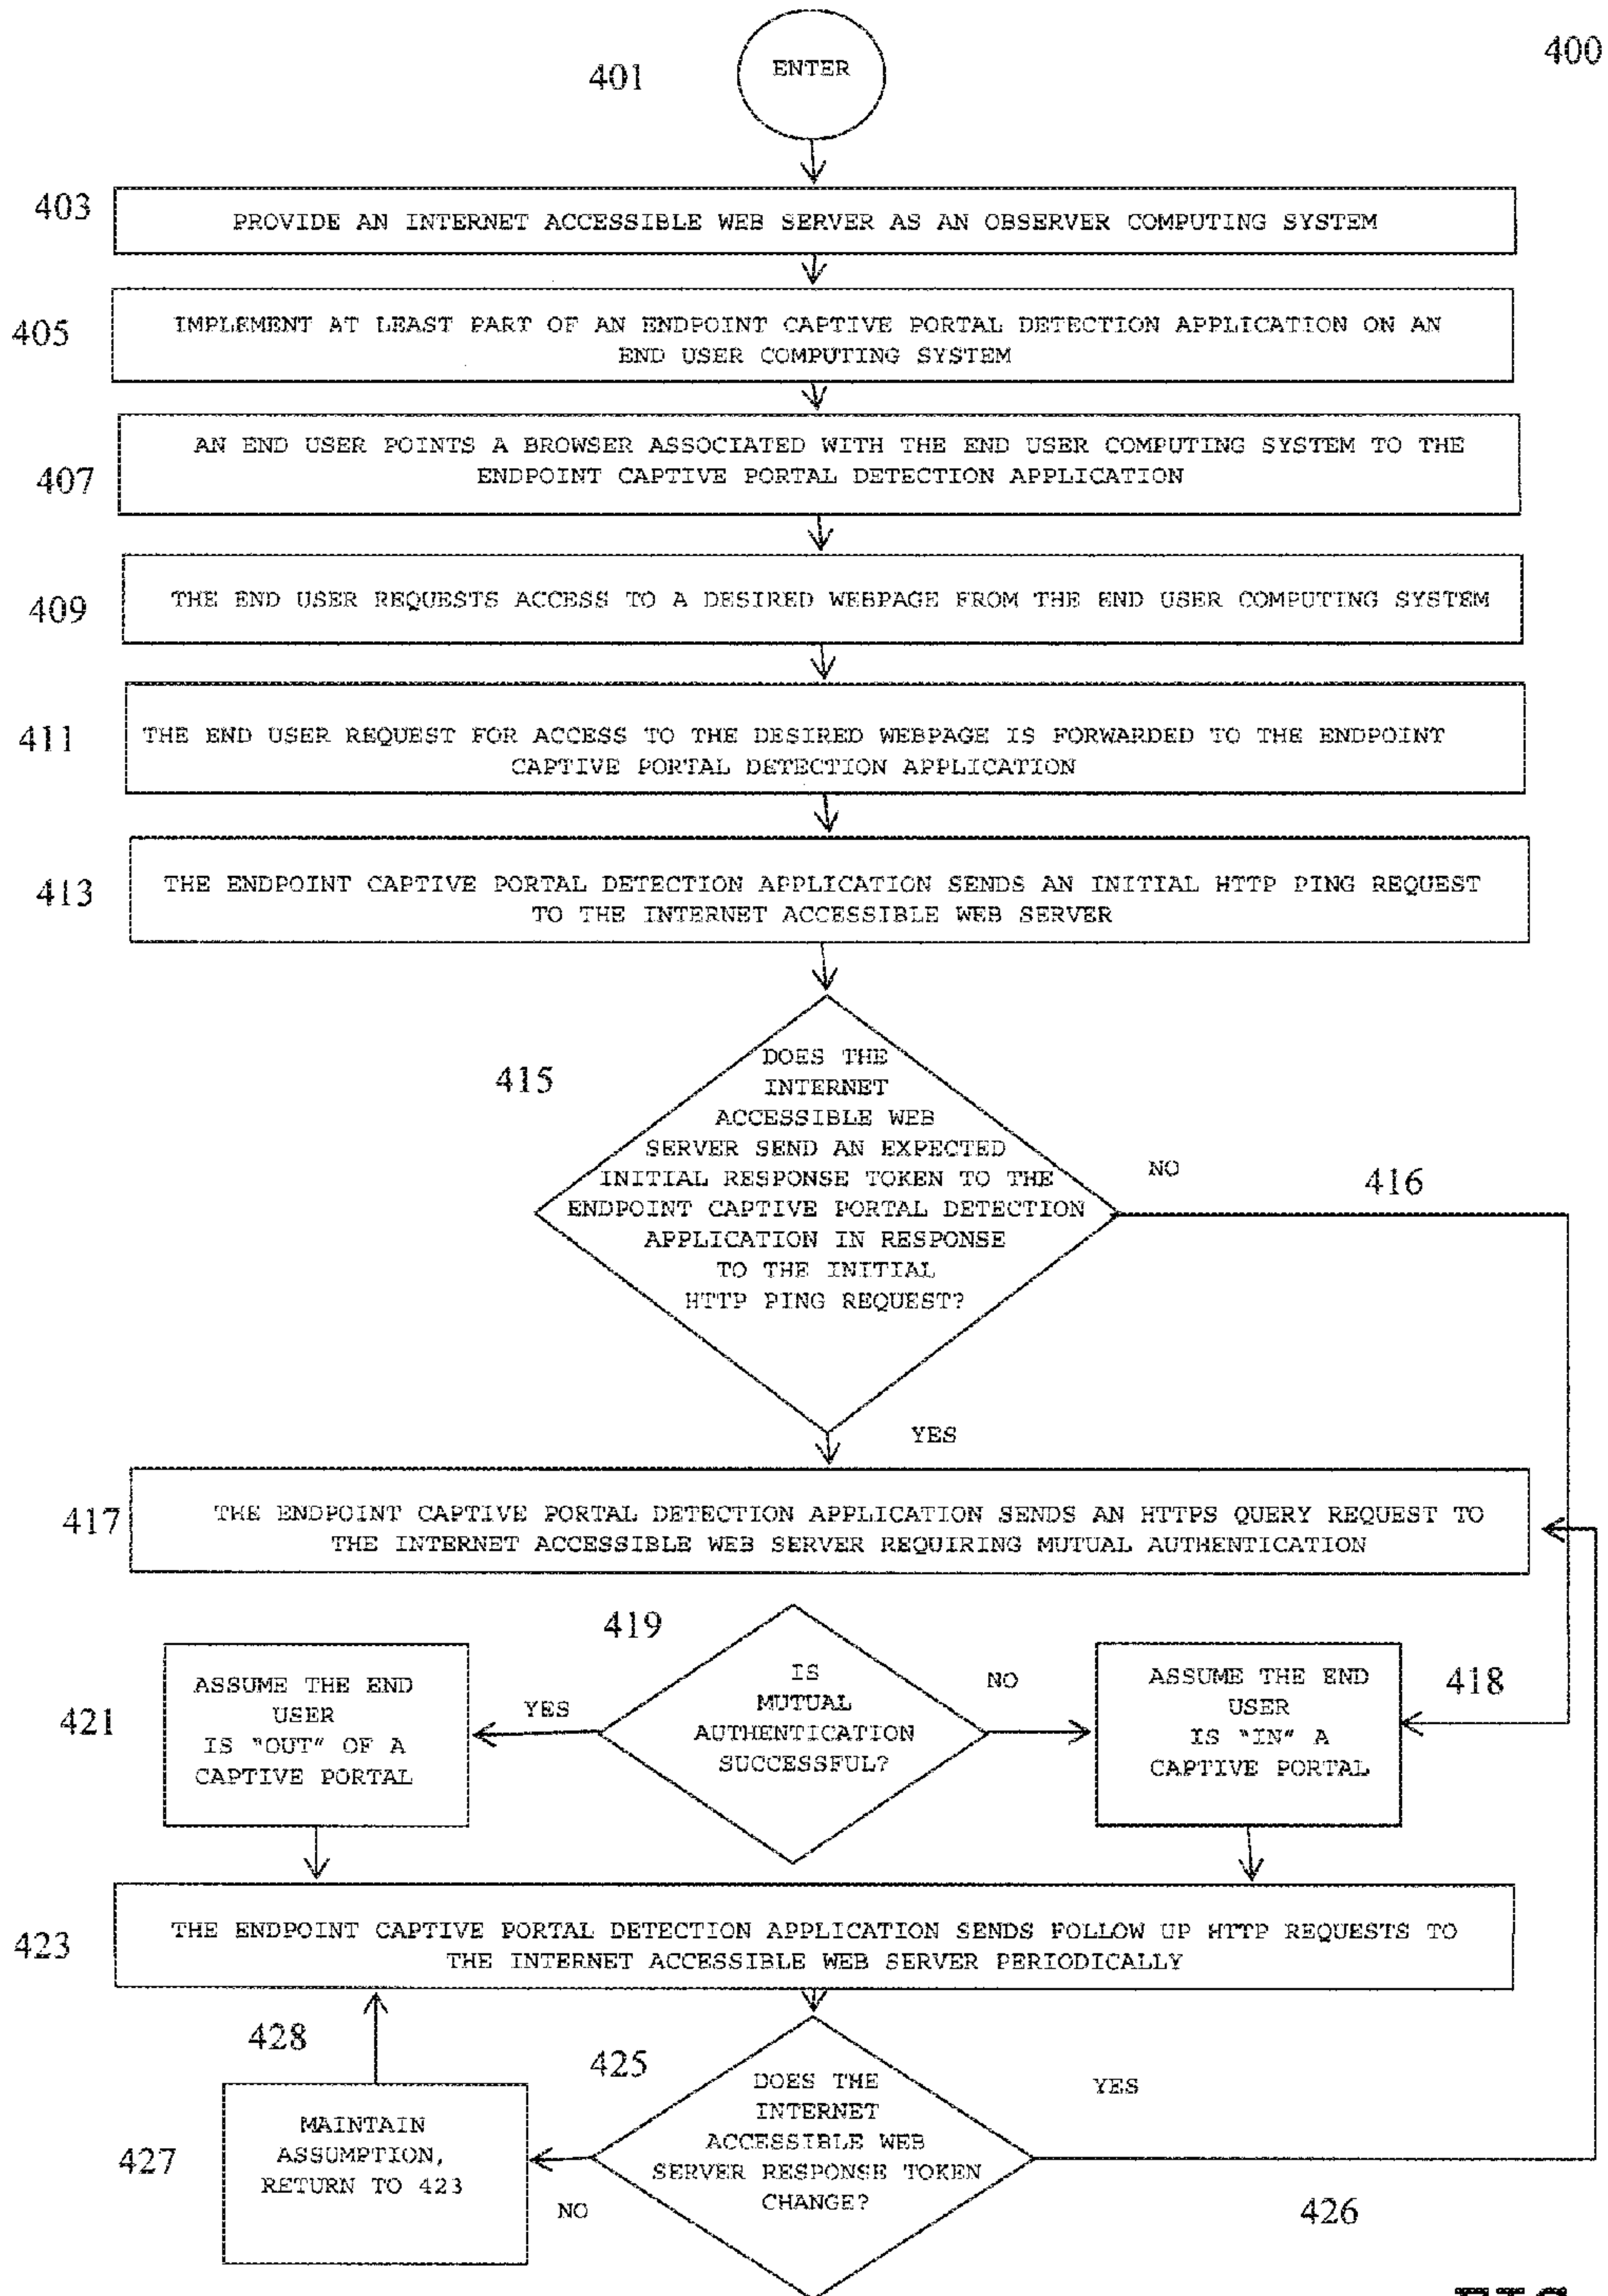 400
401
ENTER
403
PROVIDE AN INTERNET ACCESSIBLE WEB SERVER AS AN OBSERVER COMPUTING SYSTEM
405
IMPLEMENT AT LEAST PART OF AN ENDPOINT CAPTIVE PORTAL DETECTION APPLICATION ON AN
END USER COMPUTING SYSTEM
407
AN END USER POINTS A BROWSER ASSOCIATED WITH THE END USER COMPUTING SYSTEM TO THE
ENDPOINT CAPTIVE PORTAL DETECTION APPLICATION
409
THE END USER REQUESTS ACCESS TO A DESIRED WEBPAGE FROM THE END USER COMPUTING SYSTEM
411
THE END USER REQUEST FOR ACCESS TO THE DESIRED WEBPAGE IS FORWARDED TO THE ENDPOINT
CAPTIVE PORTAL DETECTION APPLICATION
413
THE ENDPOINT CAPTIVE PORTAL DETECTION APPLICATION SENDS AN INITIAL HTTP PING REQUEST
TO THE INTERNET ACCESSIBLE WEB SERVER
415
DOES THE
INTERNET
ACCESSIBLE WEB
SERVER SEND AN EXPECTED
INITIAL RESPONSE TOKEN TO THE
ENDPOINT CAPTIVE PORTAL DETECTION
APPLICATION IN RESPONSE
TO THE INITIAL
HTTP PING REQUEST?
NO
416
YES
417
THE ENDPOINT CAPTIVE PORTAL DETECTION APPLICATION SENDS AN HTTPS QUERY REQUEST TO
THE INTERNET ACCESSIBLE WEB SERVER REQUIRING MUTUAL AUTHENTICATION
419
IS
MUTUAL
AUTHENTICATION
SUCCESSFUL?
YES
NO
421
ASSUME THE END
USER
IS "OUT" OF A
CAPTIVE PORTAL
ASSUME THE END
USER
IS "IN" A
CAPTIVE PORTAL
418
423
THE ENDPOINT CAPTIVE PORTAL DETECTION APPLICATION SENDS FOLLOW UP HTTP REQUESTS TO
THE INTERNET ACCESSIBLE WEB SERVER PERIODICALLY
428
425
DOES THE
INTERNET
ACCESSIBLE WEB
SERVER RESPONSE TOKEN
CHANGE?
YES
427
MAINTAIN
ASSUMPTION,
RETURN TO 423
NO
426